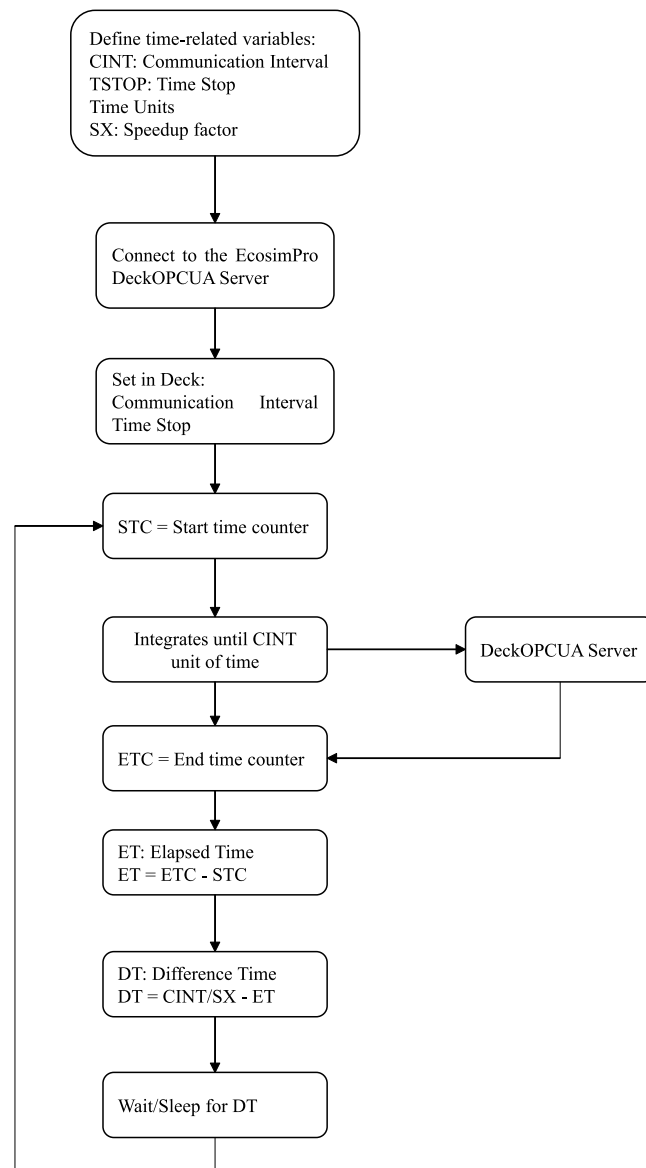 Define time-related variables:
CINT: Communication Interval
TSTOP: Time Stop
Time Units
SX: Speedup factor
Connect to the EcosimPro
DeckOPCUA Server
Set in Deck:
Communication Interval
Time Stop
STC = Start time counter
Integrates until CINT
unit of time
DeckOPCUA Server
ETC = End time counter
ET: Elapsed Time
ET = ETC - STC
DT: Difference Time
DT = CINT/SX - ET
Wait/Sleep for DT